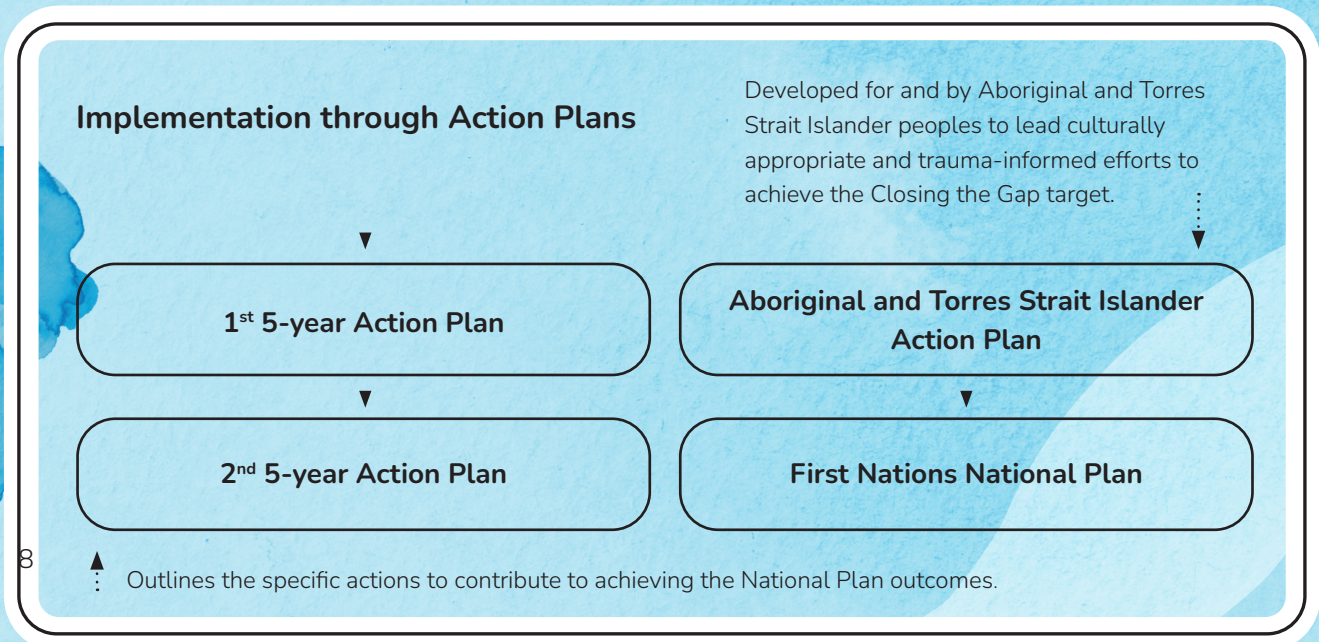 Implementation through Action Plans
Developed for and by Aboriginal and Torres
Strait Islander peoples to lead culturally
appropriate and trauma-informed efforts to
achieve the Closing the Gap target.
1st 5-year Action Plan
Aboriginal and Torres Strait Islander
Action Plan
2nd 5-year Action Plan
First Nations National Plan
8
Outlines the specific actions to contribute to achieving the National Plan outcomes.